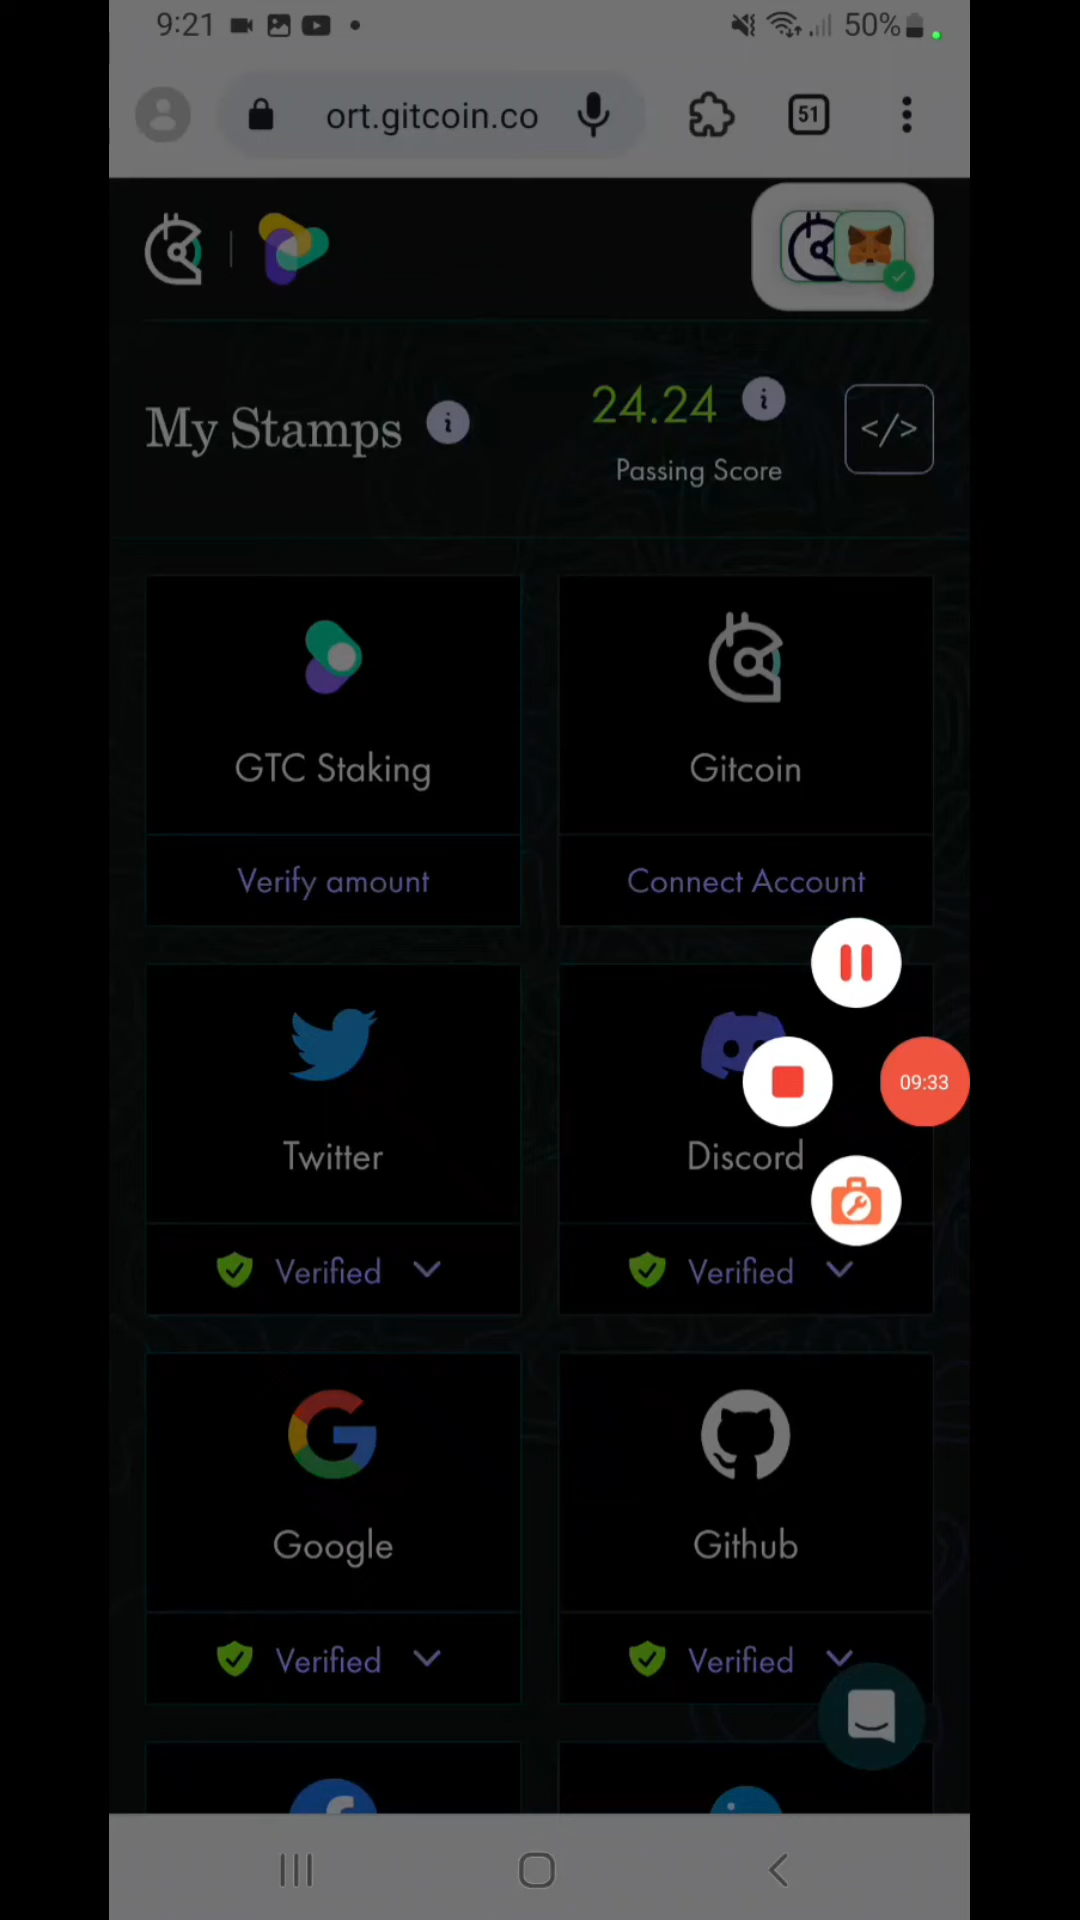 9:21
50%
ort.gitcoin.co
51
My Stamps
24.24
Passing Score
</>
GTC Staking
Gitcoin
Verify amount
Connect Account
Twitter
Discord
09:33
Verified
Verified
Google
Github
Verified
Verified